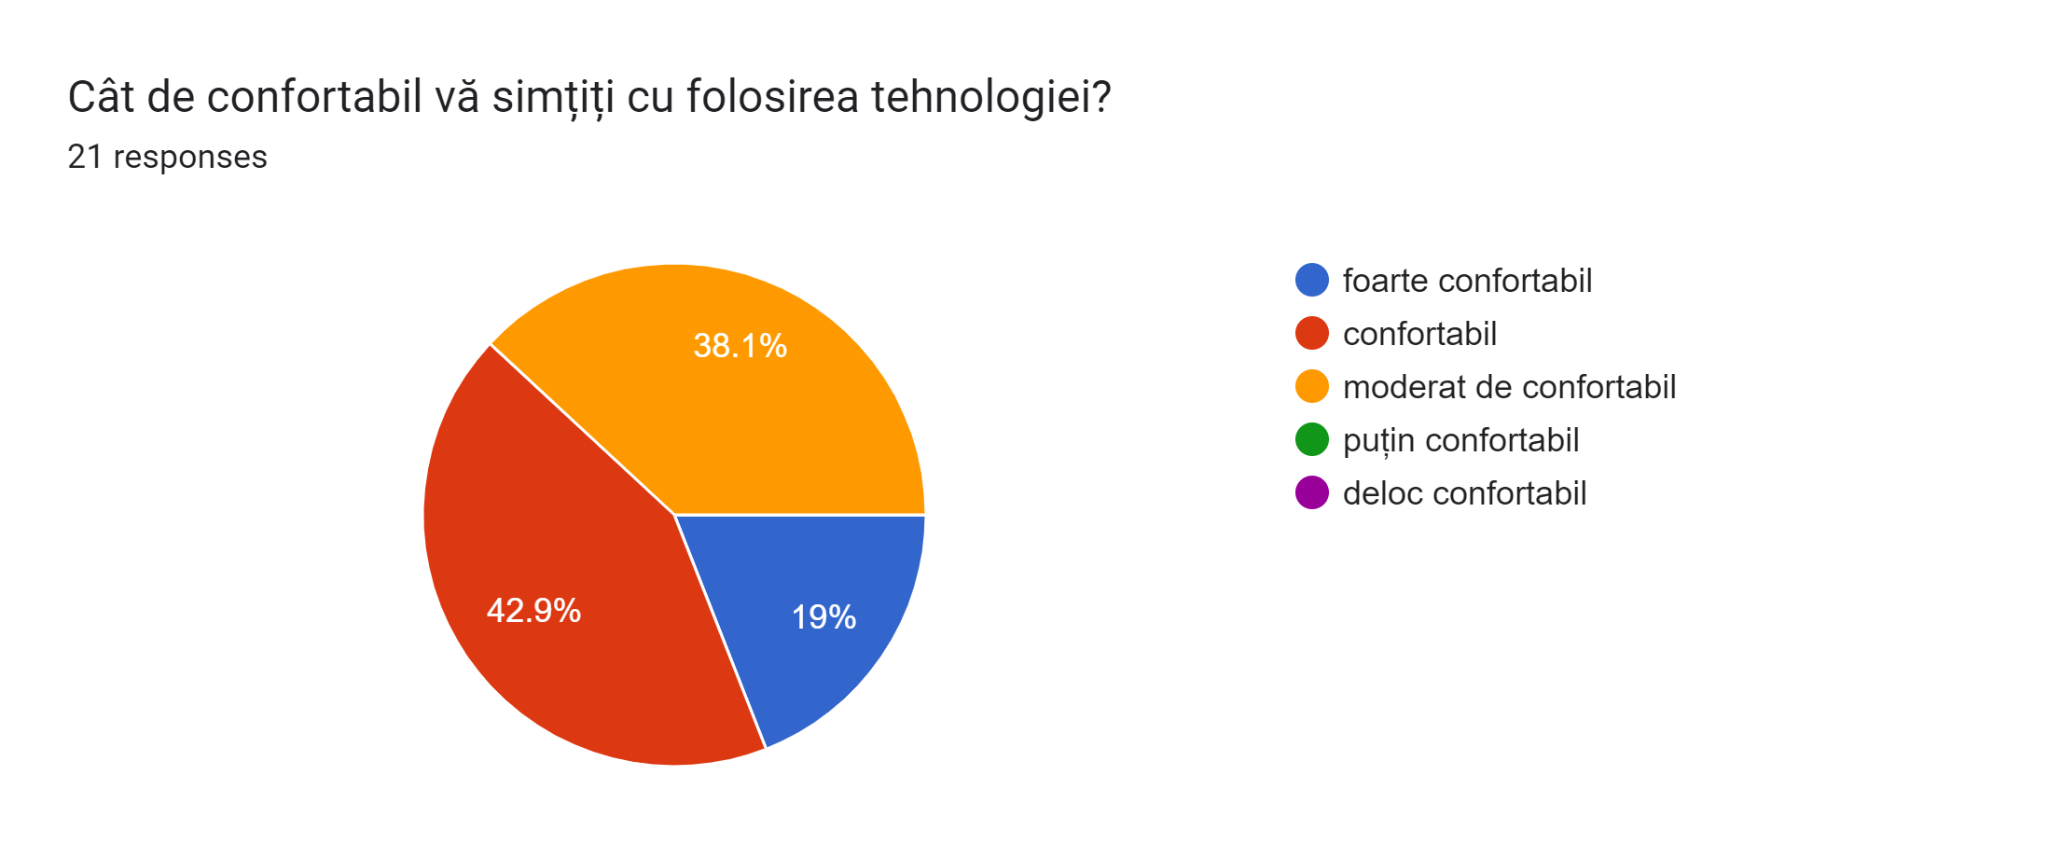 Cât de confortabil vă simțiți cu folosirea tehnologiei?
21 responses
38.1%
42.9%
19%
foarte confortabil
confortabil
moderat de confortabil
puțin confortabil
deloc confortabil